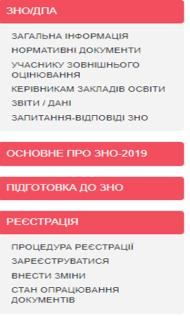 ЗНО/ДПА
ЗАГАЛЬНА ІНФОРМАЦІЯ
НОРМАТИВНІ ДОКУМЕНТИ
УЧАСНИКУ ЗОВНІШНЬОГО
ОЦІНЮВАННЯ
КЕРІВНИКАМ ЗАКЛАДІВ ОСВІТИ
ЗВІТИ / ДАНІ
ЗАПИТАННЯ-ВІДПОВІДІ ЗНО
ОСНОВНЕ ПРО ЗНО-2019
ПІДГОТОВКА ДО ЗНО
РЕЄСТРАЦІЯ
ПРОЦЕДУРА РЕЄСТРАЦІЇ
ЗАРЕЄСТРУВАТИСЯ
ВНЕСТИ ЗМІНИ
СТАН ОПРАЦЮВАННЯ
ДОКУМЕНТІВ